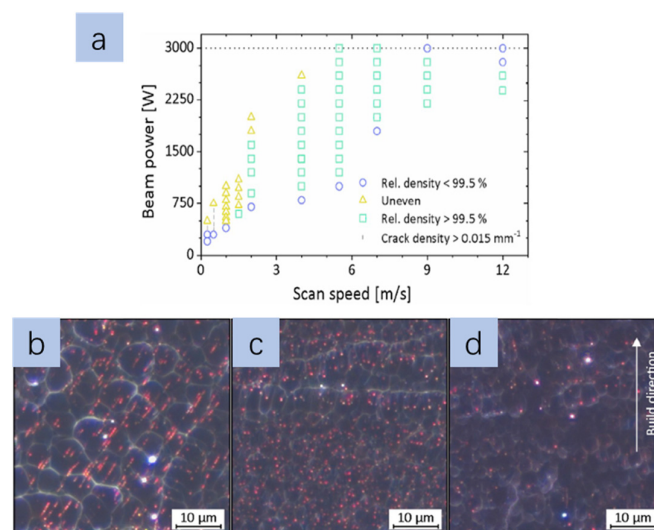 a
3000
2250
1500
750
0
Beam power [W]
Rel. density < 99.5 %
Uneven
Rel. density > 99.5 %
Crack density > 0.015 mm⁻¹
0 3 6 9 12
Scan speed [m/s]
b
c
d
Build direction
10 µm
10 µm
10 µm